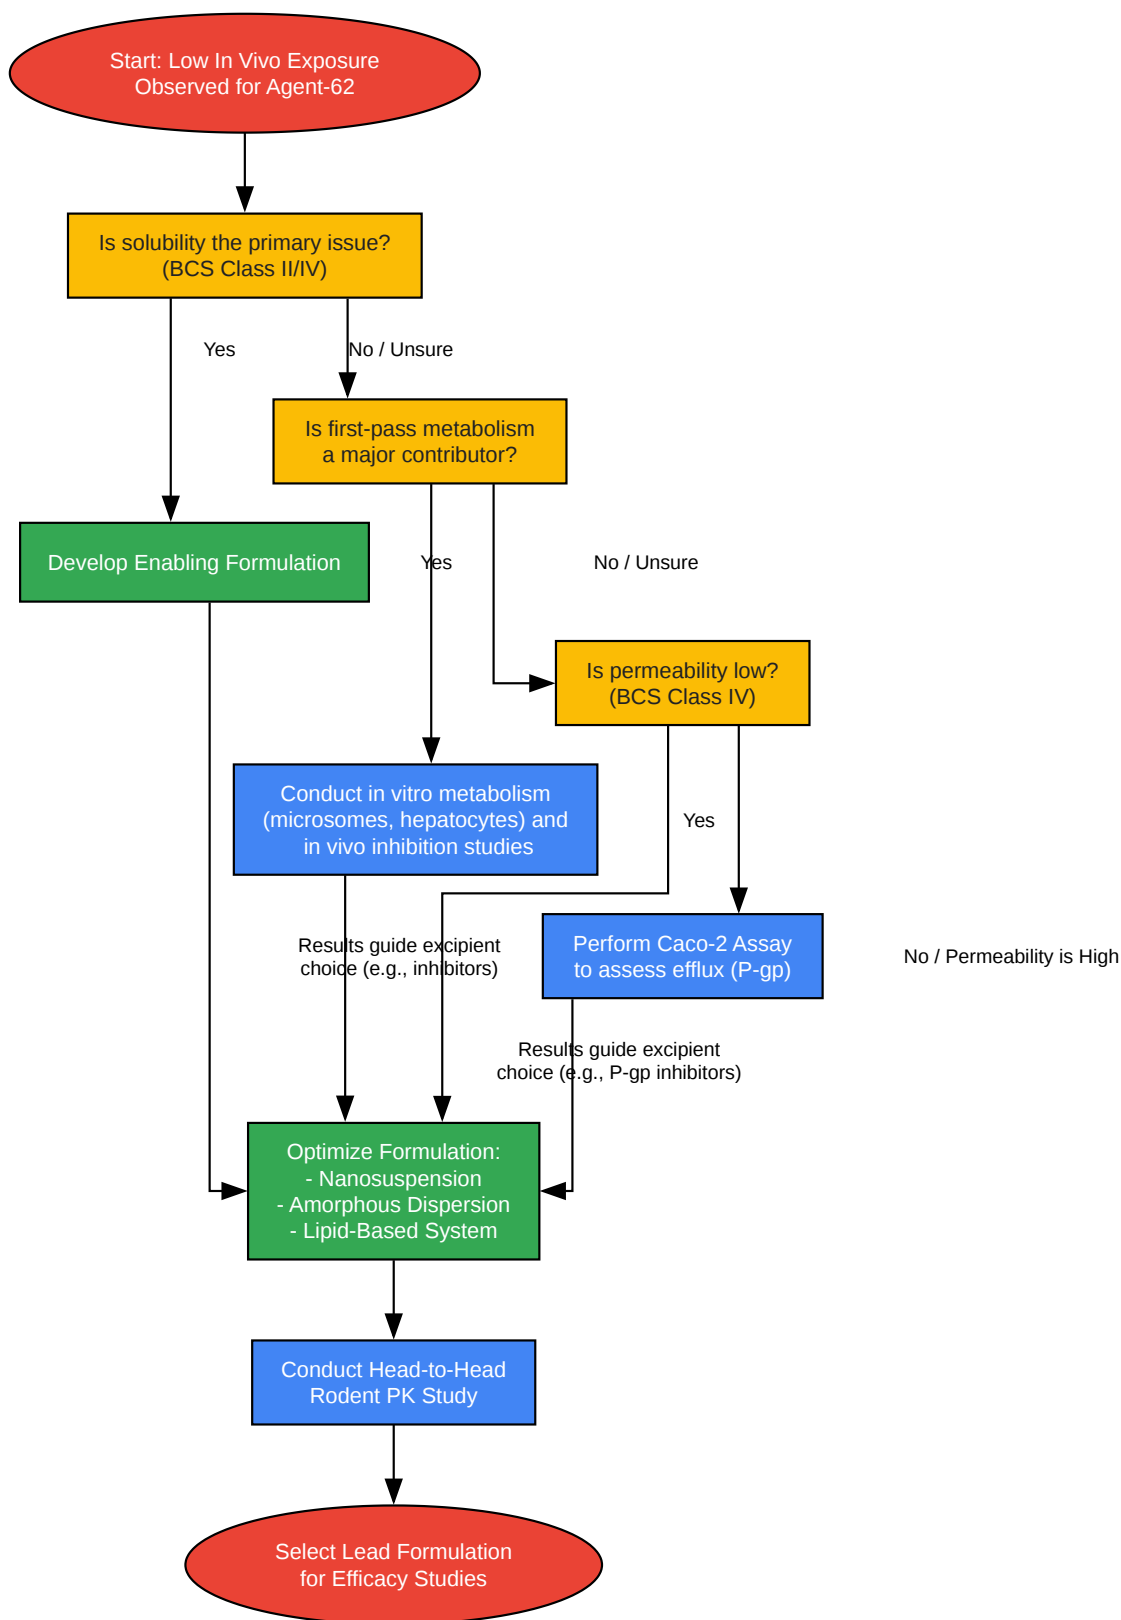 Start: Low In Vivo Exposure
Observed for Agent-62
Is solubility the primary issue?
(BCS Class II/IV)
Yes
No / Unsure
Is first-pass metabolism
a major contributor?
Develop Enabling Formulation
Yes
No / Unsure
Is permeability low?
(BCS Class IV)
Conduct in vitro metabolism
(microsomes, hepatocytes) and
in vivo inhibition studies
Yes
Perform Caco-2 Assay
to assess efflux (P-gp)
No / Permeability is High
Results guide excipient
choice (e.g., inhibitors)
Results guide excipient
choice (e.g., P-gp inhibitors)
Optimize Formulation:
- Nanosuspension
- Amorphous Dispersion
- Lipid-Based System
Conduct Head-to-Head
Rodent PK Study
Select Lead Formulation
for Efficacy Studies